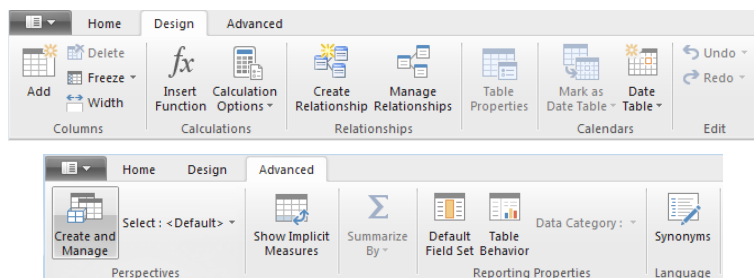 Home Design Advanced
Add
Delete
Freeze
Width
Columns
fx
Insert Function
Calculation Options
Calculations
Create Relationship
Manage Relationships
Relationships
Table Properties
Mark as Date Table
Date Table
Calendars
Undo
Redo
Edit
Home Design Advanced
Create and Manage
Select : <Default>
Perspectives
Show Implicit Measures
Σ
Summarize By
Default Field Set
Table Behavior
Data Category :
Reporting Properties
Synonyms
Language